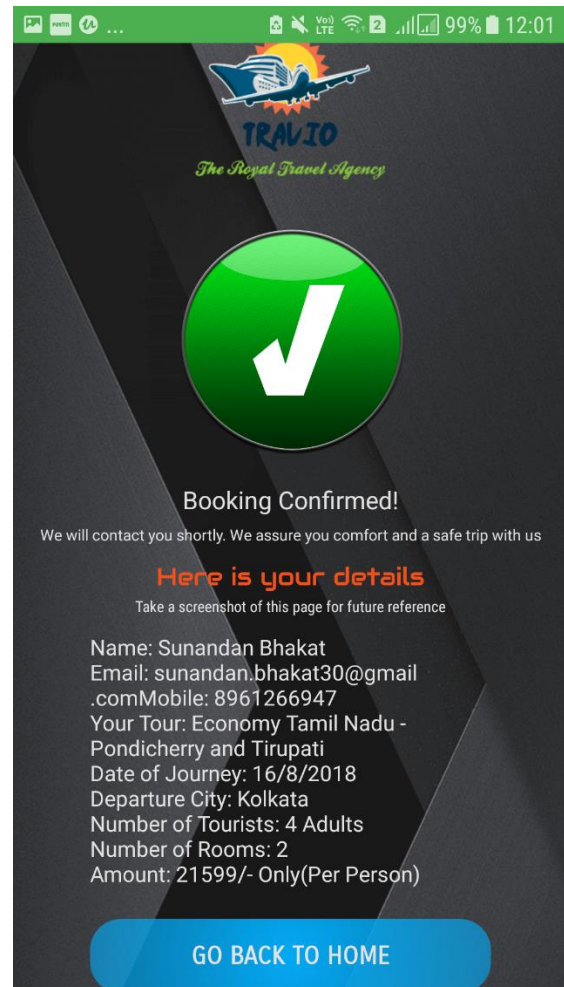 ... VoD LTE 2 99% 12:01
TRAVIO
The Royal Travel Agency
Booking Confirmed!
We will contact you shortly. We assure you comfort and a safe trip with us
Here is your details
Take a screenshot of this page for future reference
Name: Sunandan Bhakat
Email: sunandan.bhakat30@gmail
.comMobile: 8961266947
Your Tour: Economy Tamil Nadu -
Pondicherry and Tirupati
Date of Journey: 16/8/2018
Departure City: Kolkata
Number of Tourists: 4 Adults
Number of Rooms: 2
Amount: 21599/- Only(Per Person)
GO BACK TO HOME